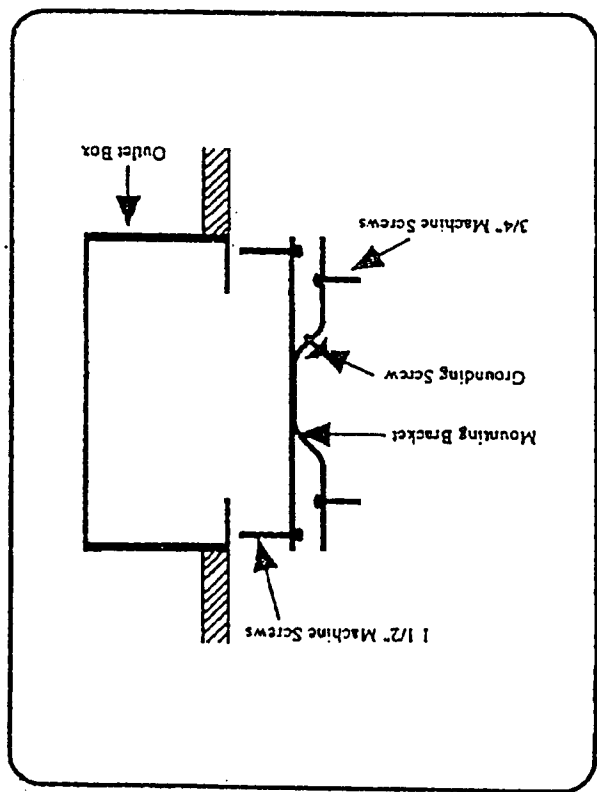 1 1/2" Machine Screws
Mounting Bracket
Grounding Screw
3/4" Machine Screws
Outlet Box